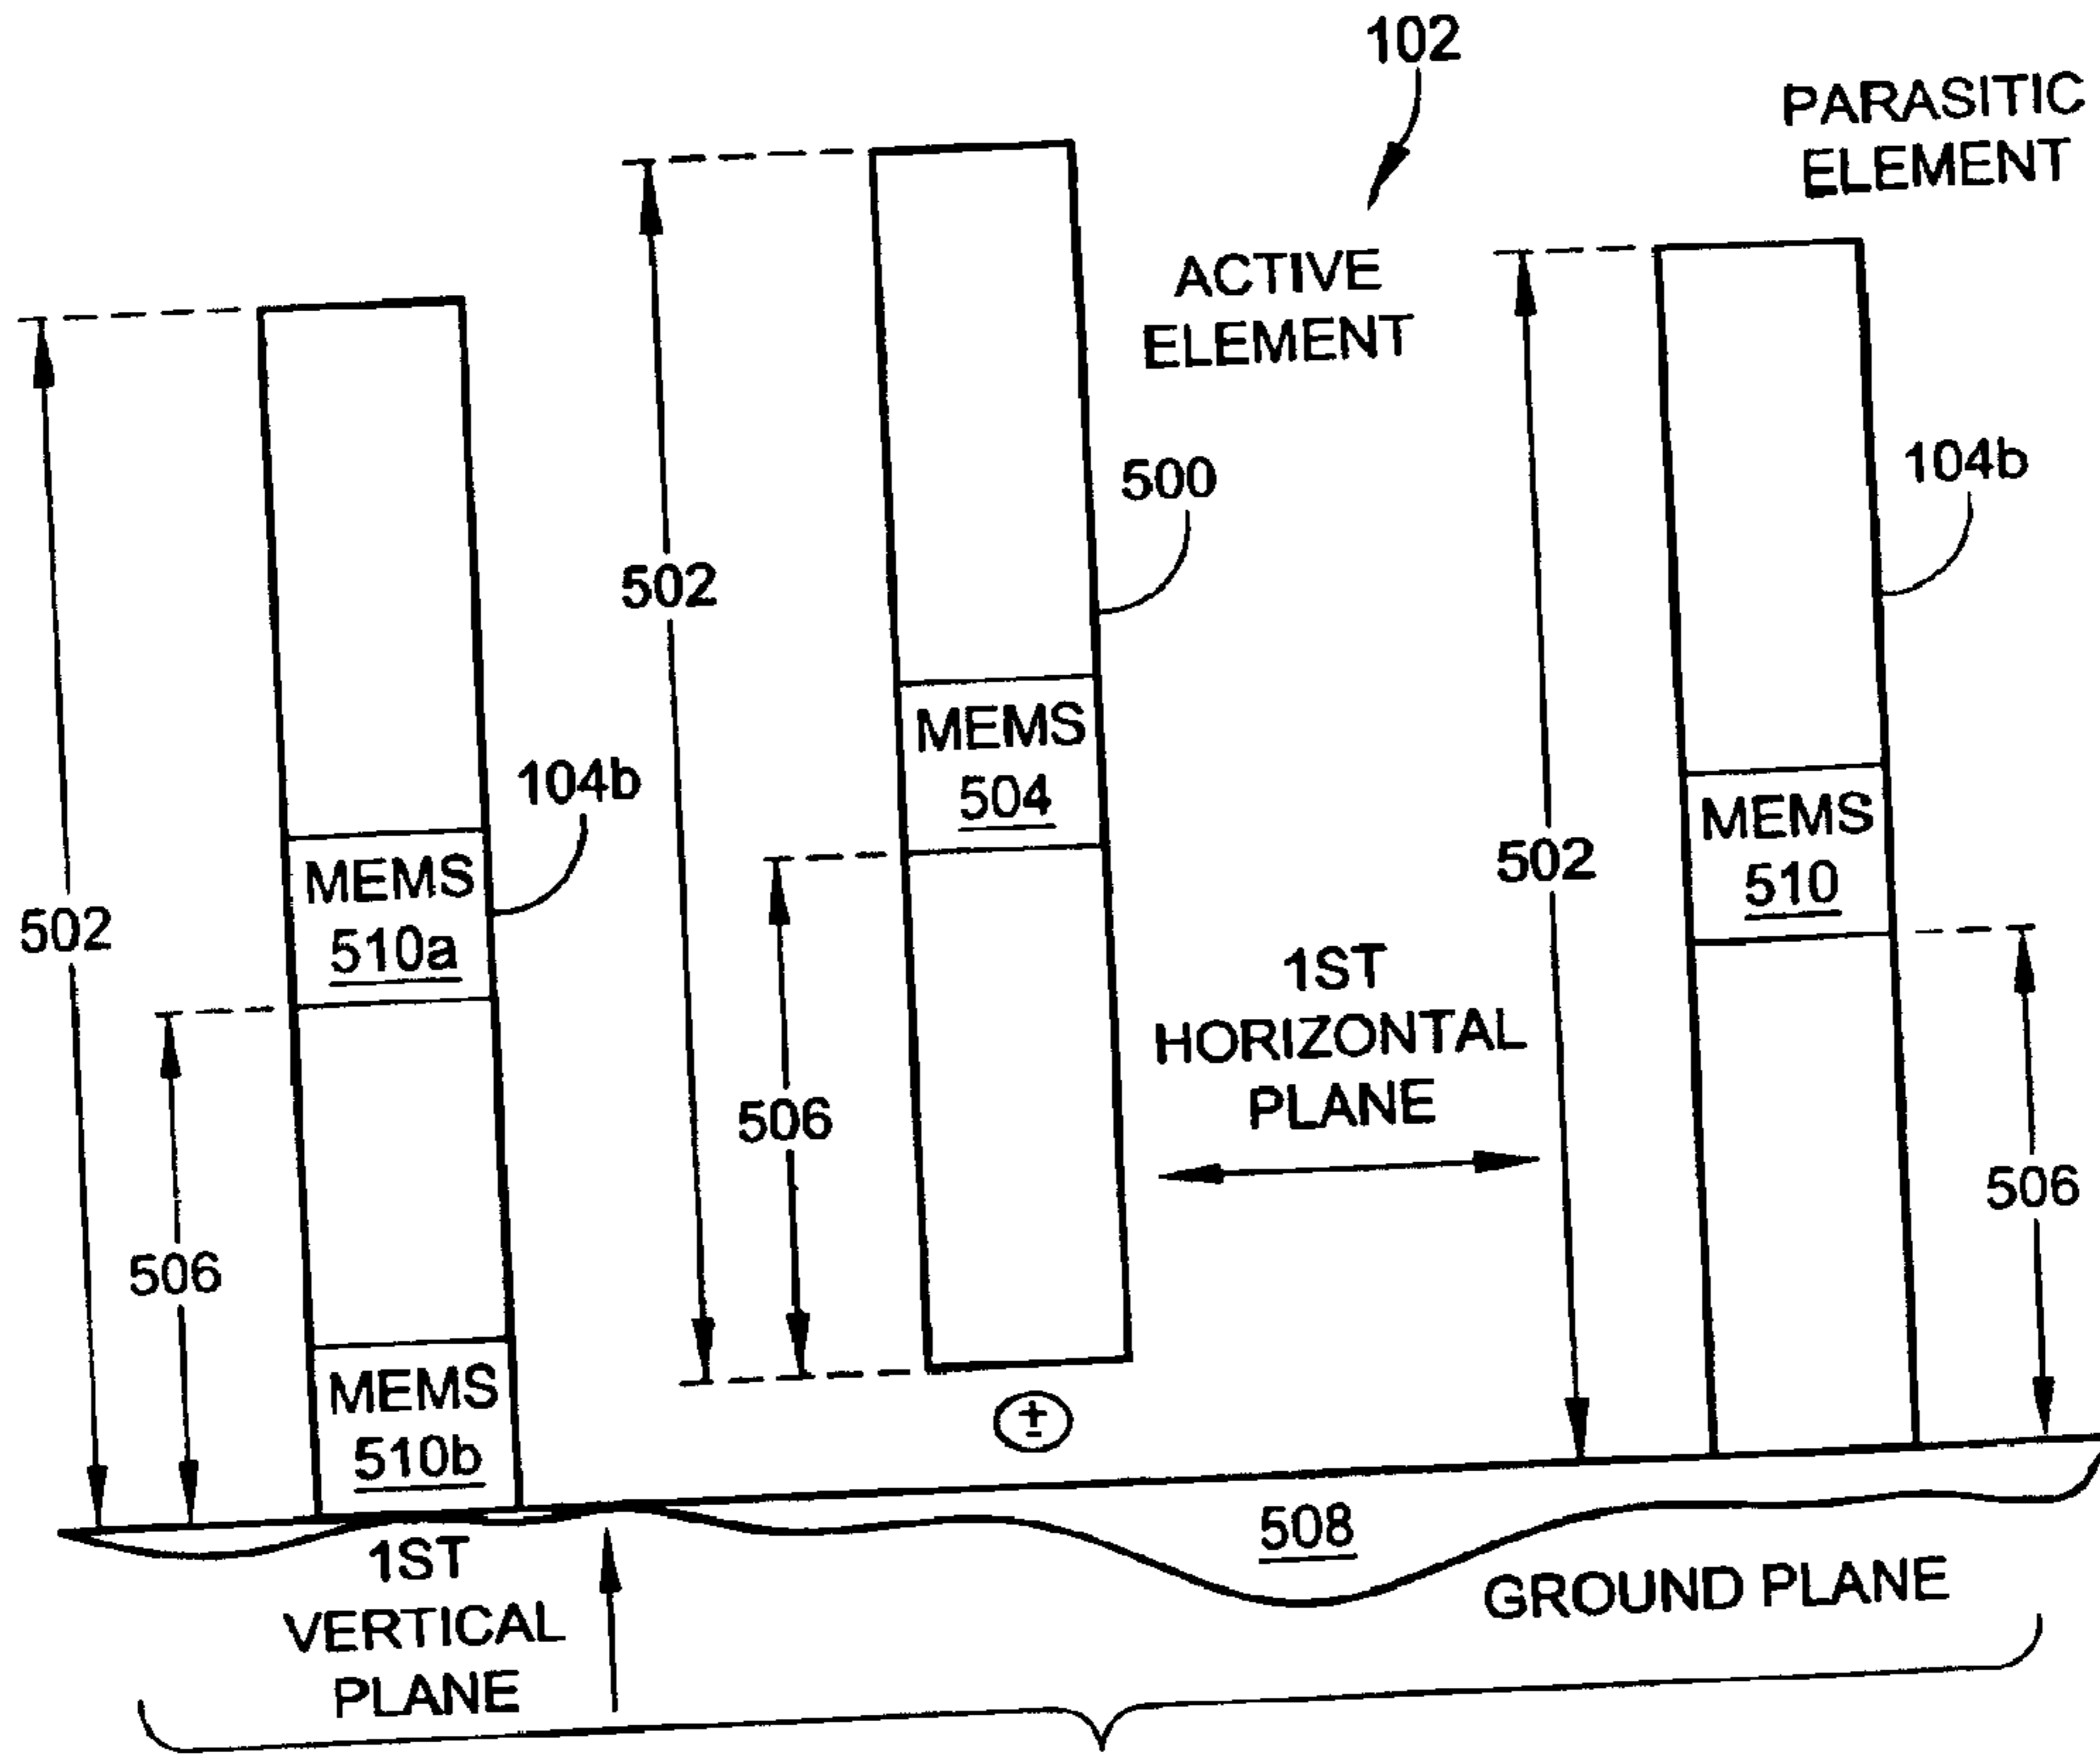 102
PARASITIC
ELEMENT
ACTIVE
ELEMENT
500
104b
502
MEMS
504
104b
MEMS
510
502
MEMS
510a
502
1ST
HORIZONTAL
PLANE
506
506
506
MEMS
510b
±
508
1ST
VERTICAL
PLANE
GROUND PLANE